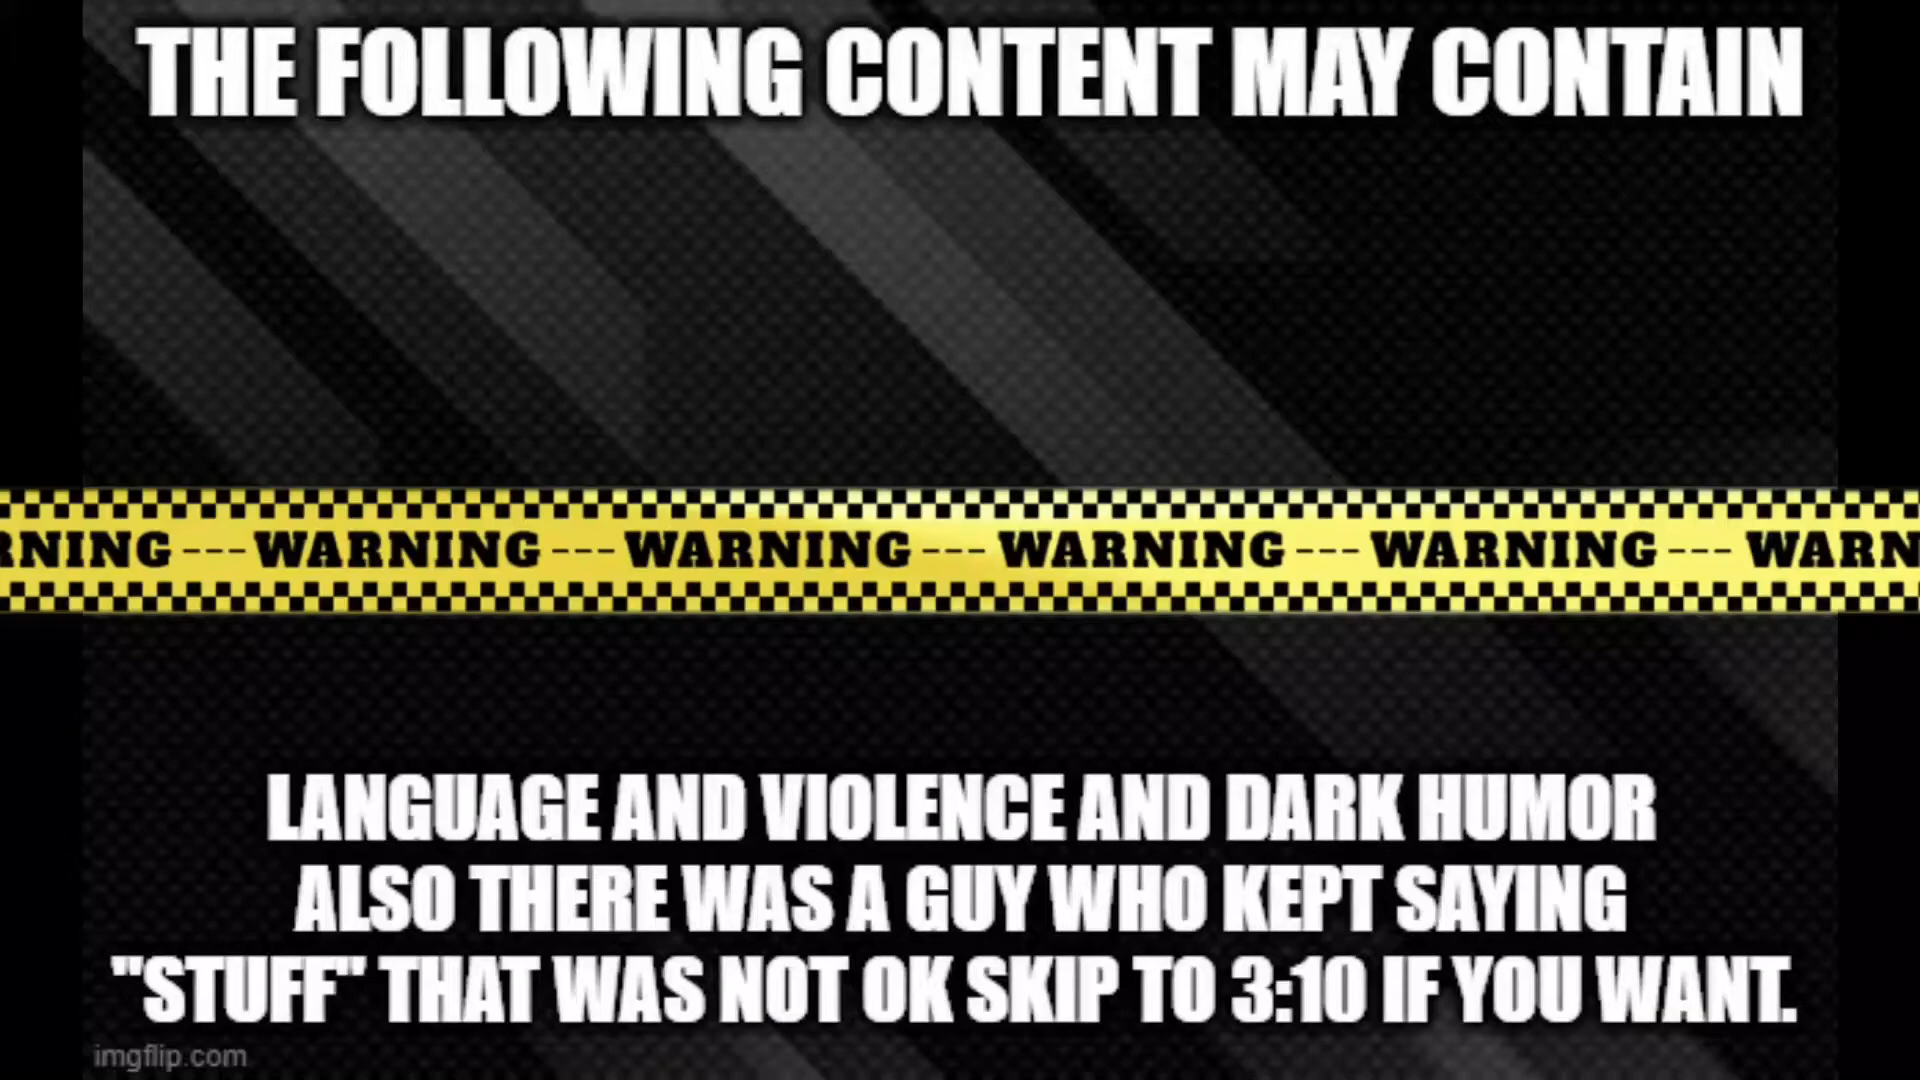 THE FOLLOWING CONTENT MAY CONTAIN
RNING --- WARNING --- WARNING --- WARNING --- WARNING --- WARN
LANGUAGE AND VIOLENCE AND DARK HUMOR
ALSO THERE WAS A GUY WHO KEPT SAYING
"STUFF" THAT WAS NOT OK SKIP TO 3:10 IF YOU WANT.
imgflip.com